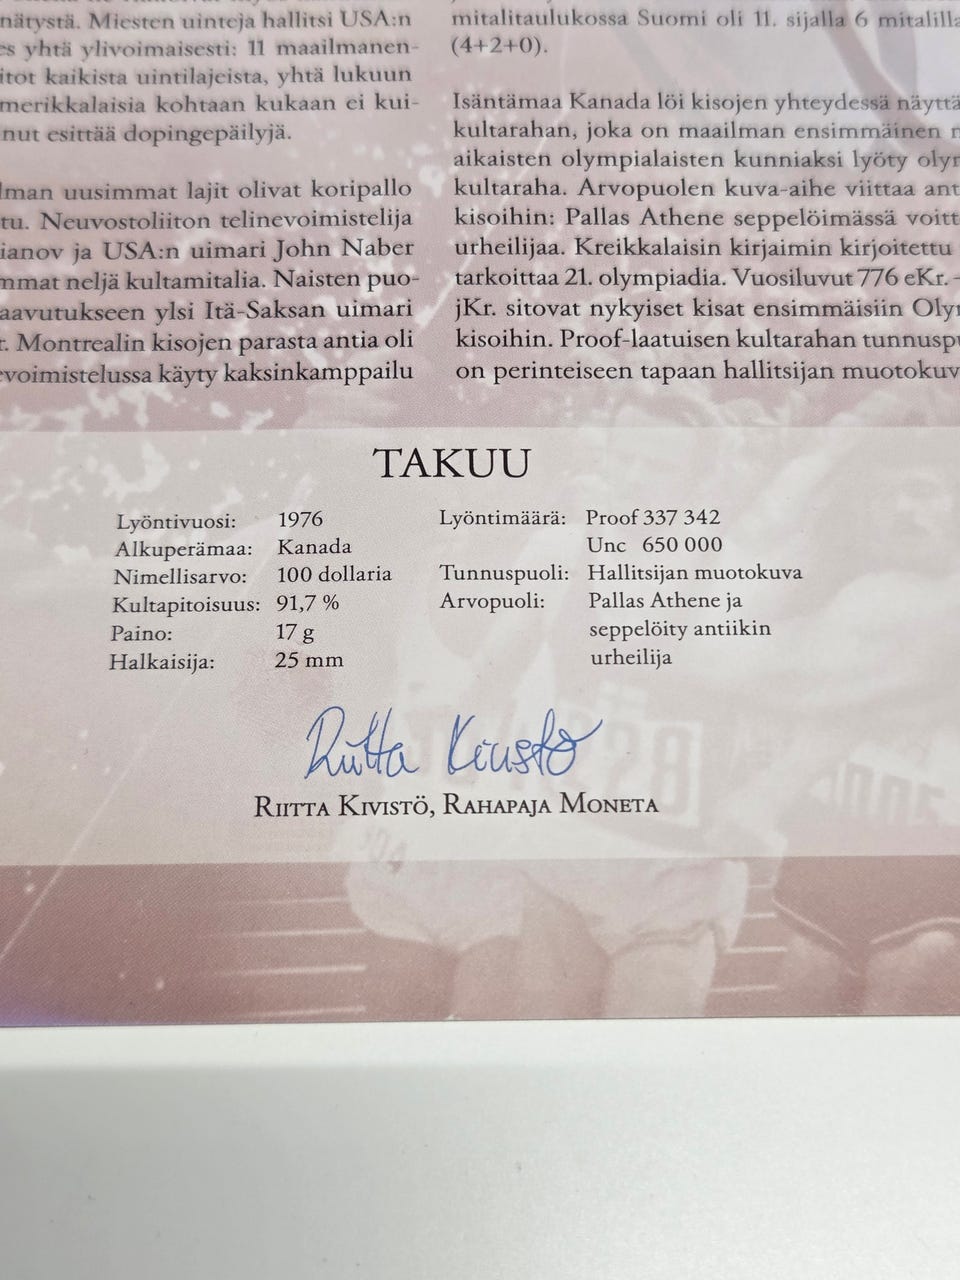 nätystä. Miesten uinteja hallitsi USA:n
es yhtä ylivoimaisesti: 11 maailmanen-
itot kaikista uintilajeista, yhtä lukuun
merikkalaisia kohtaan kukaan ei kui-
nut esittää dopingepäilyjä.
lman uusimmat lajit olivat koripallo
tu. Neuvostoliiton telinevoimistelija
ianov ja USA:n uimari John Naber
mmat neljä kultamitalia. Naisten puo-
aavutukseen ylsi Itä-Saksan uimari
r. Montrealin kisojen parasta antia oli
evoimistelussa käyty kaksinkamppailu
mitalitaulukossa Suomi oli 11. sijalla 6 mitalilla
(4+2+0).
Isäntämaa Kanada löi kisojen yhteydessä näyttä
kultarahan, joka on maailman ensimmäinen n
aikaisten olympialaisten kunniaksi lyöty olym
kultaraha. Arvopuolen kuva-aihe viittaa ant
kisoihin: Pallas Athene seppelöimässä voitt
urheilijaa. Kreikkalaisin kirjaimin kirjoitettu
tarkoittaa 21. olympiadia. Vuosiluvut 776 eKr. –
jKr. sitovat nykyiset kisat ensimmäisiin Olym
kisoihin. Proof-laatuisen kultarahan tunnuspu
on perinteiseen tapaan hallitsijan muotokuv
TAKUU
Lyöntivuosi: 1976
Alkuperämaa: Kanada
Nimellisarvo: 100 dollaria
Kultapitoisuus: 91,7 %
Paino: 17 g
Halkaisija: 25 mm
Lyöntimäärä: Proof 337 342
Unc 650 000
Tunnuspuoli: Hallitsijan muotokuva
Arvopuoli: Pallas Athene ja
seppelöity antiikin
urheilija
Riitta Kivistö
Riitta Kivistö, Rahapaja Moneta